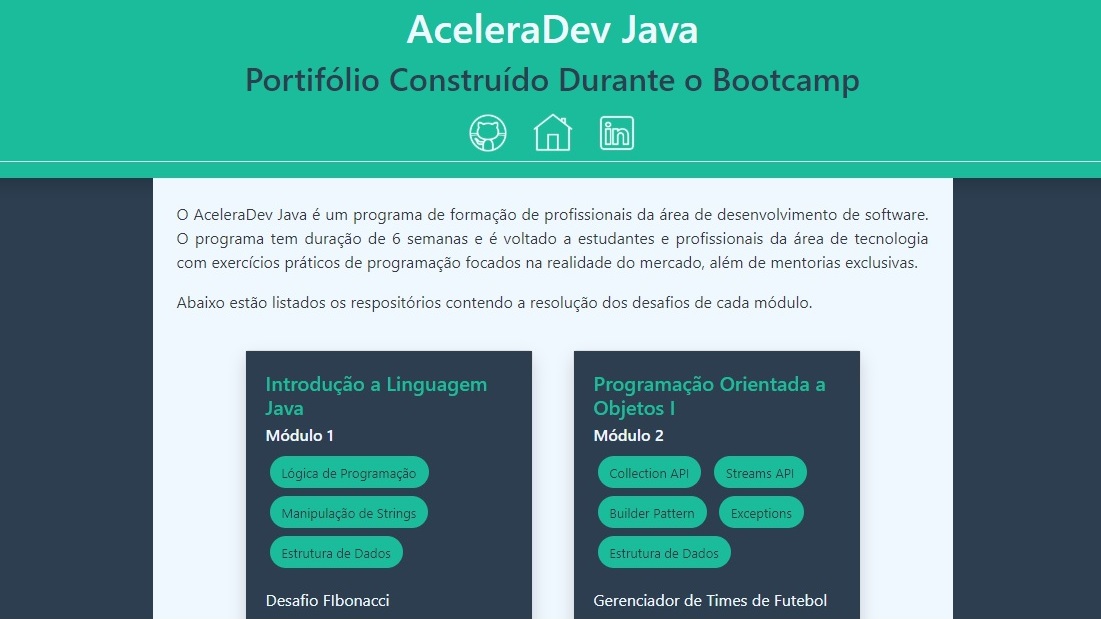 AceleraDev Java
Portifólio Construído Durante o Bootcamp
in
O AceleraDev Java é um programa de formação de profissionais da área de desenvolvimento de software.
O programa tem duração de 6 semanas e é voltado a estudantes e profissionais da área de tecnologia
com exercícios práticos de programação focados na realidade do mercado, além de mentorias exclusivas.
Abaixo estão listados os respositórios contendo a resolução dos desafios de cada módulo.
Introdução a Linguagem
Java
Módulo 1
Lógica de Programação
Manipulação de Strings
Estrutura de Dados
Desafio FIbonacci
Programação Orientada a
Objetos I
Módulo 2
Collection API
Streams API
Builder Pattern
Exceptions
Estrutura de Dados
Gerenciador de Times de Futebol